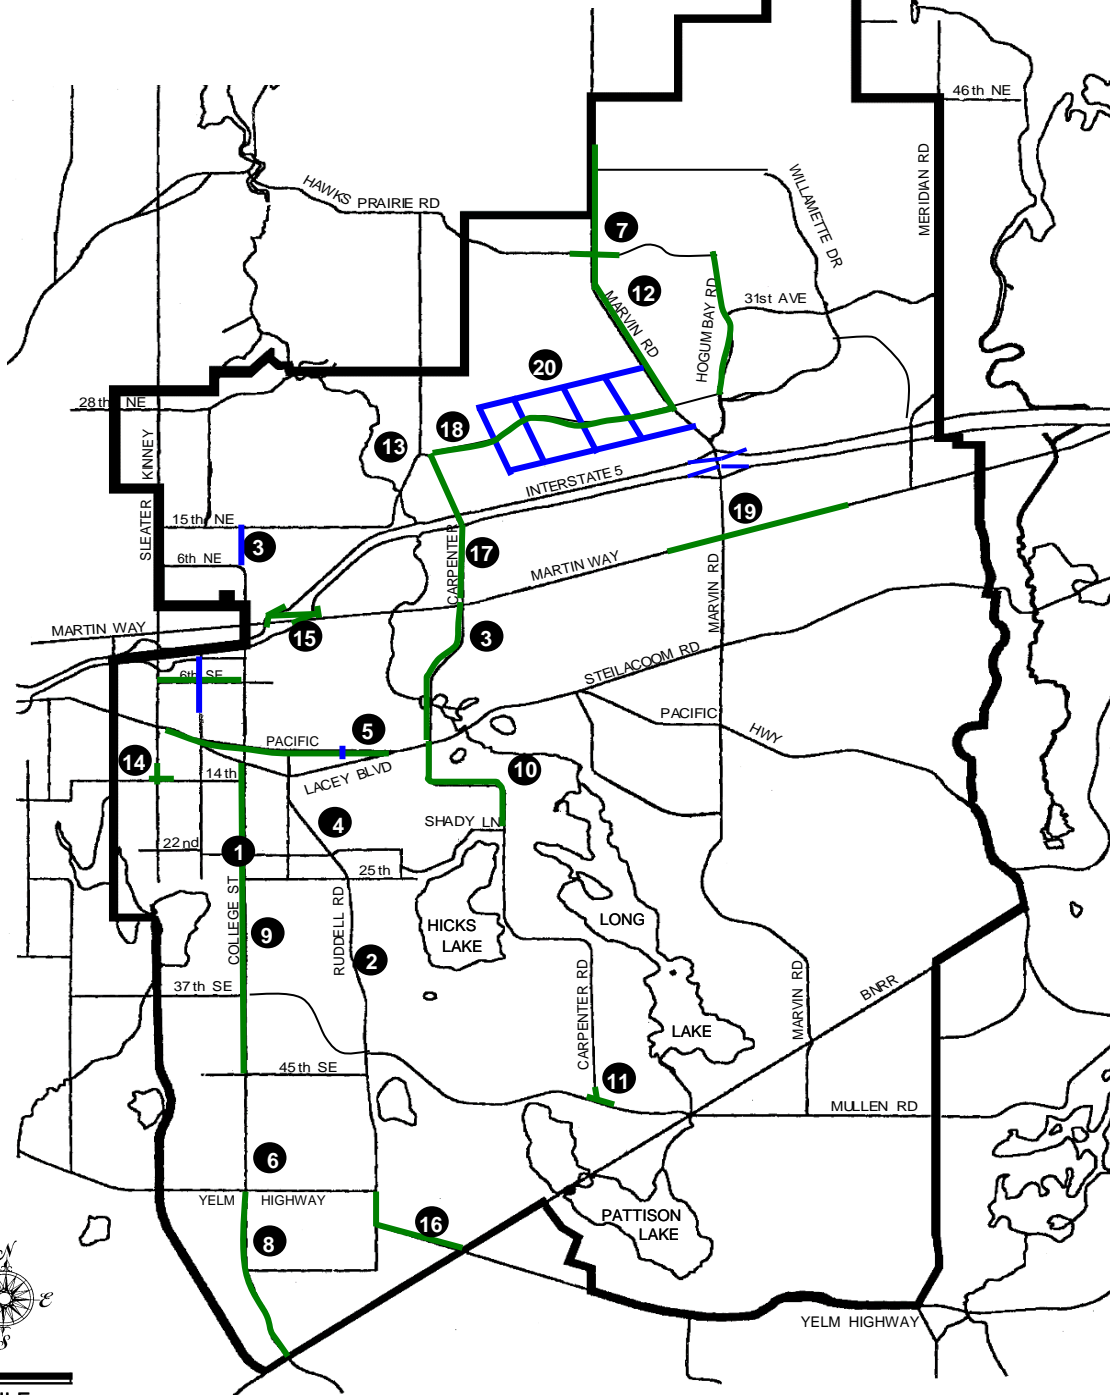 46th NE
HAWKS PRAIRIE RD
WILLAMETTE DR
MERIDIAN RD
7
12
MARVIN RD
HOGUM BAY RD
31st AVE
20
28th NE
18
13
SLEATER KINNEY
INTERSTATE 5
15th NE
19
3
6th NE
CARPENTER
17
MARTIN WAY
MARVIN RD
MARTIN WAY
15
3
STEILACOOM RD
6th SE
PACIFIC HWY
PACIFIC
5
14
14th
LACEY BLVD
10
SHADY LN
4
22nd
1
25th
COLLEGE ST
RUDDELL RD
HICKS
LAKE
LONG
9
2
37th SE
CARPENTER RD
MARVIN RD
BNRR
LAKE
45th SE
11
MULLEN RD
6
YELM HIGHWAY
PATTISON
LAKE
16
8
N
E
S
YELM HIGHWAY